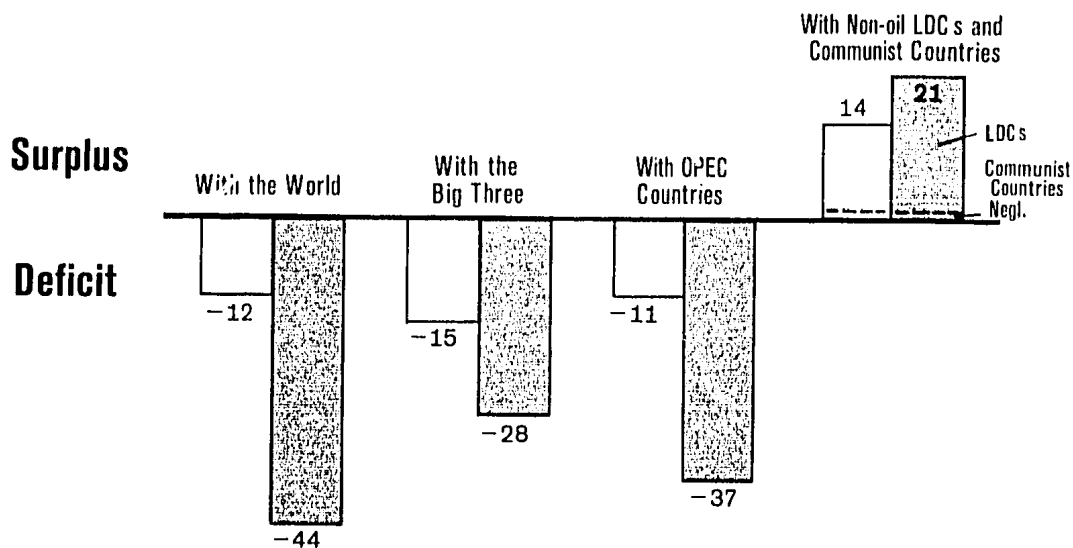 With Non-oil LDCs and
Communist Countries
14
21
LDCs
Communist
Countries
Negl.
Surplus
With the World
With the
Big Three
With OPEC
Countries
Deficit
-12
-15
-11
-28
-37
-44